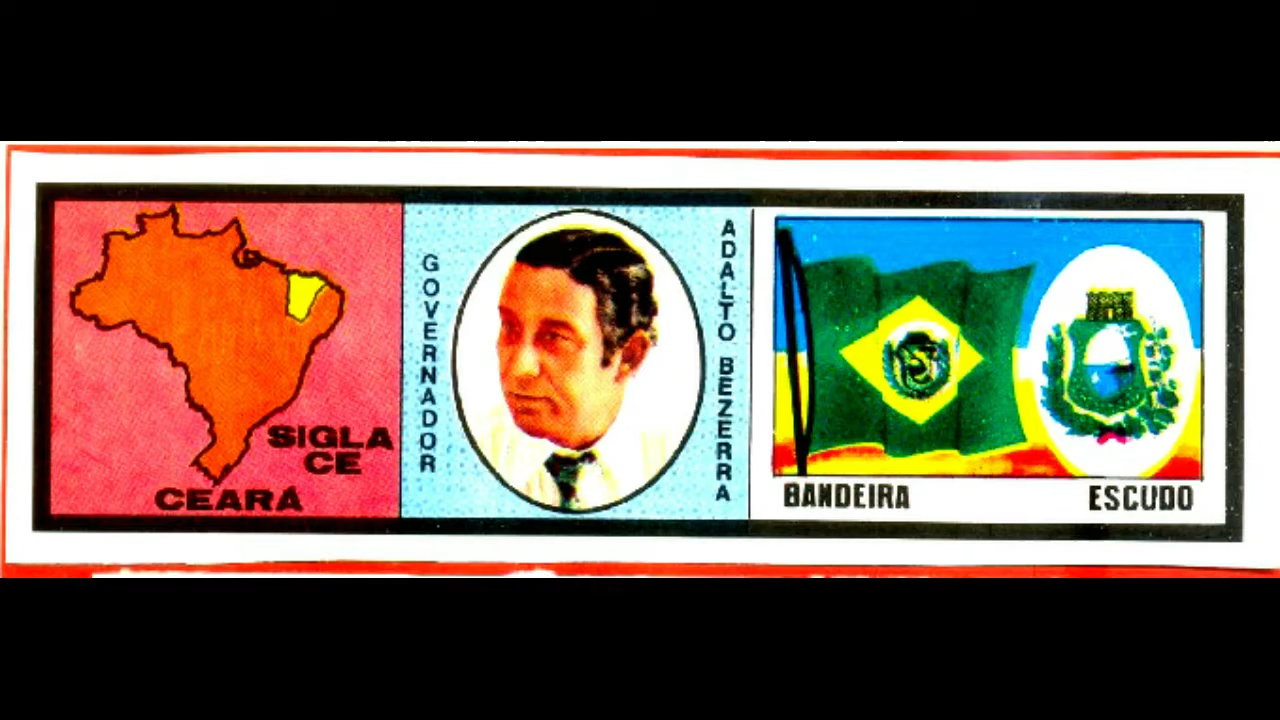 SIGLA
CE
CEARÁ
GOVERNADOR
ADALTO BEZERRA
BANDEIRA
ESCUDO